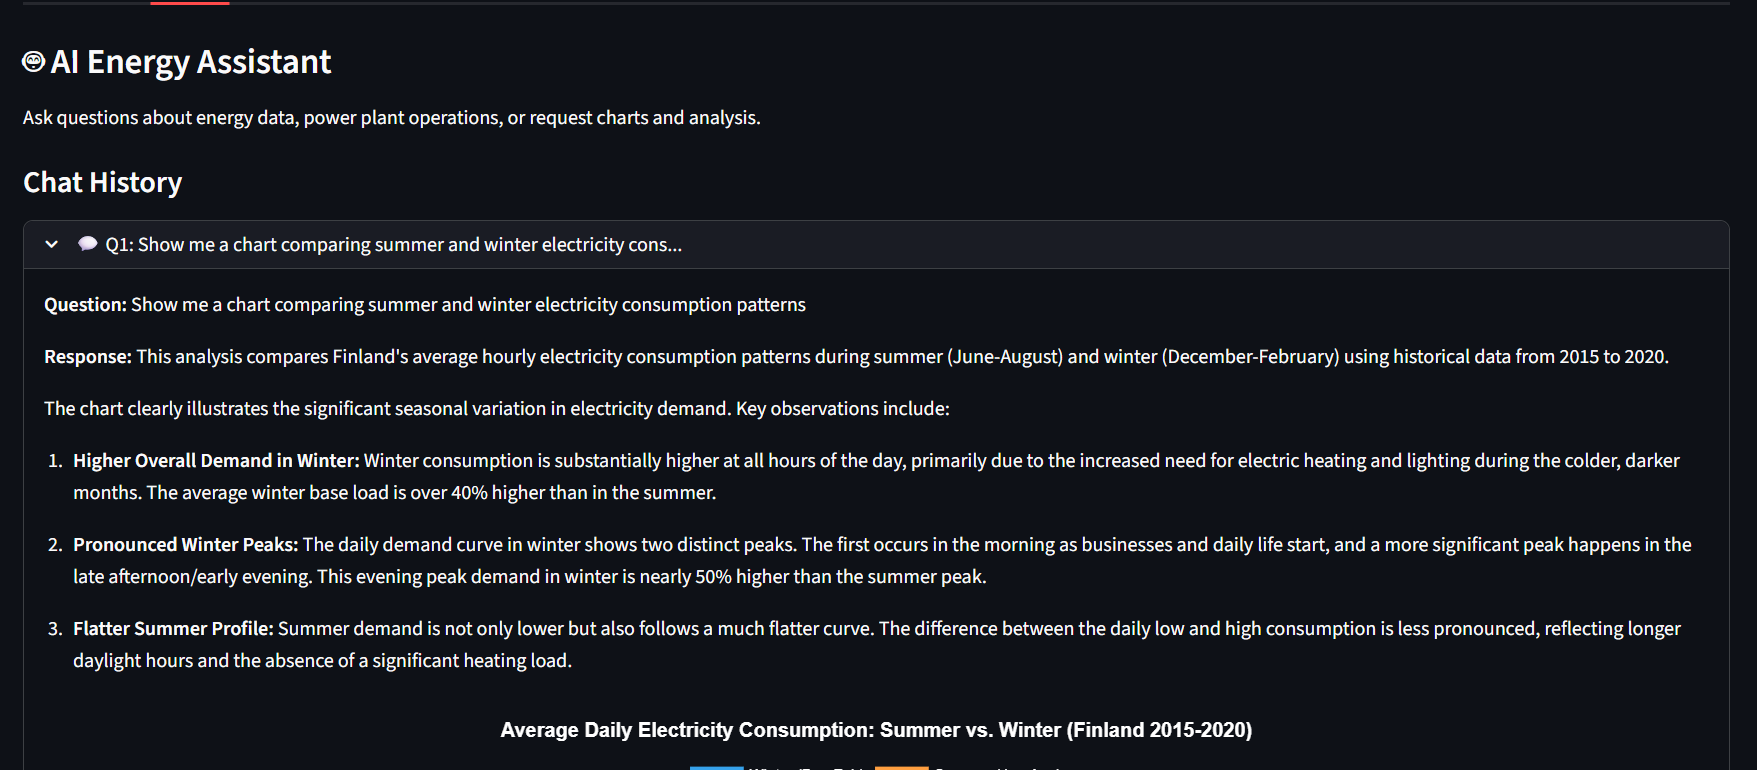 AI Energy Assistant
Ask questions about energy data, power plant operations, or request charts and analysis.
Chat History
Q1: Show me a chart comparing summer and winter electricity cons...
Question: Show me a chart comparing summer and winter electricity consumption patterns
Response: This analysis compares Finland's average hourly electricity consumption patterns during summer (June-August) and winter (December-February) using historical data from 2015 to 2020.
The chart clearly illustrates the significant seasonal variation in electricity demand. Key observations include:
1. Higher Overall Demand in Winter: Winter consumption is substantially higher at all hours of the day, primarily due to the increased need for electric heating and lighting during the colder, darker
months. The average winter base load is over 40% higher than in the summer.
2. Pronounced Winter Peaks: The daily demand curve in winter shows two distinct peaks. The first occurs in the morning as businesses and daily life start, and a more significant peak happens in the
late afternoon/early evening. This evening peak demand in winter is nearly 50% higher than the summer peak.
3. Flatter Summer Profile: Summer demand is not only lower but also follows a much flatter curve. The difference between the daily low and high consumption is less pronounced, reflecting longer
daylight hours and the absence of a significant heating load.
Average Daily Electricity Consumption: Summer vs. Winter (Finland 2015-2020)